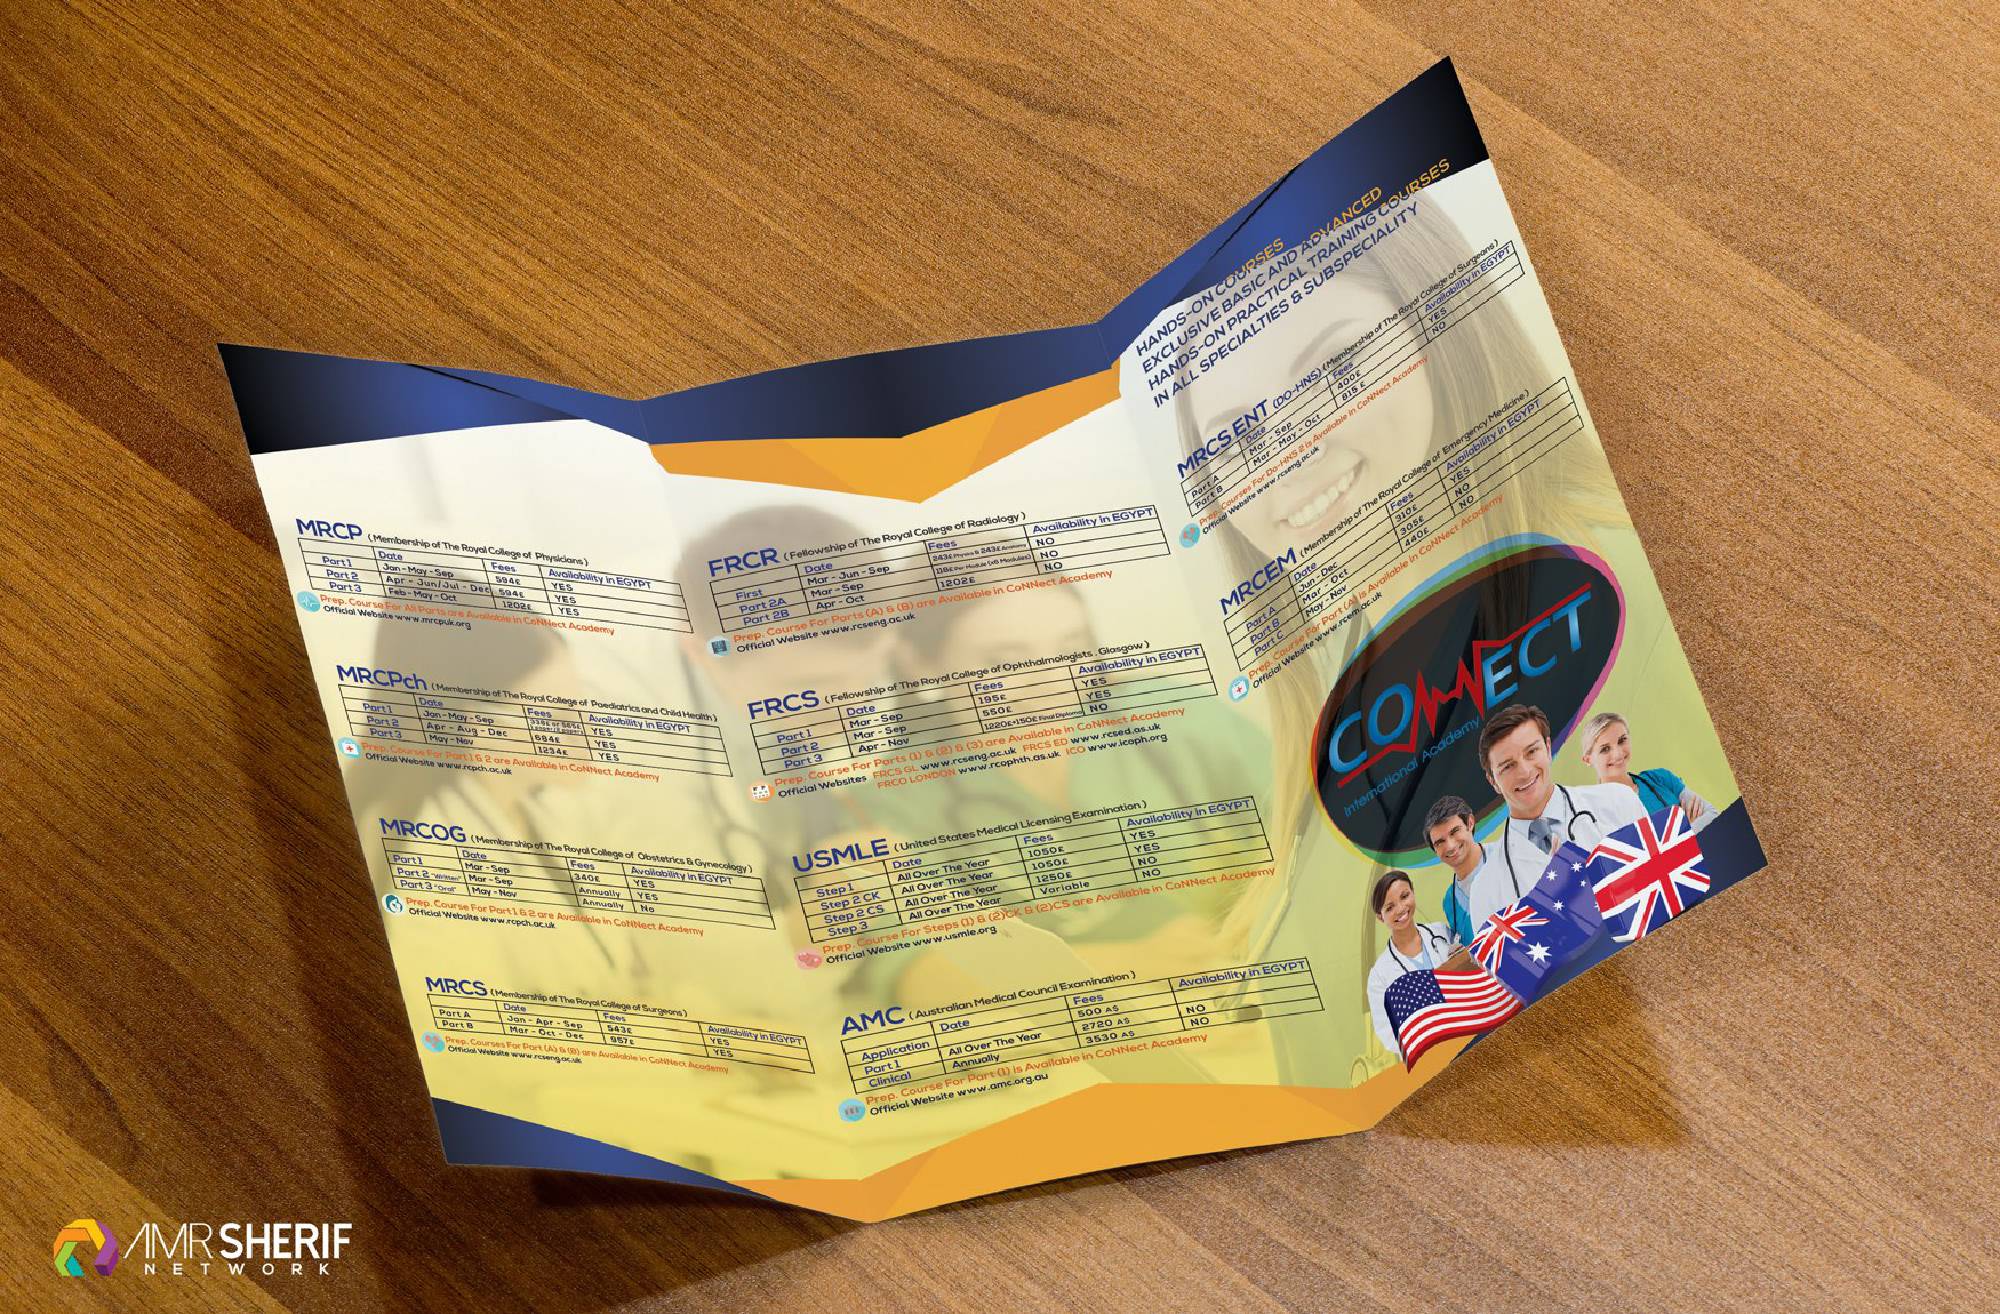 MRCP (Membership of The Royal College of Physicians)
Date Fees Availability in EGYPT
Part 1 Jan - May - Sep 594£ YES
Part 2 Apr - Jun/Jul - Dec 594£ YES
Part 3 Feb - May - Oct 1202£ YES
Prep. Course For All Parts are Available in CoNNect Academy
Official Website www.mrcpuk.org
MRCPch (Membership of The Royal College of Paediatrics and Child Health)
Date Fees Availability in EGYPT
Part 1 Jan - May - Sep YES
Part 2 Apr - Aug - Dec 594£ YES
Part 3 May - Nov 1234£ YES
Prep. Course For Part 1 & 2 are Available in CoNNect Academy
Official Website www.rcpch.ac.uk
MRCOG (Membership of The Royal College of Obstetrics & Gynecology)
Date Fees Availability in EGYPT
Part 1 Mar - Sep 340£ YES
Part 2 "Written" Mar - Sep Annually YES
Part 3 "Oral" May - Nov Annually No
Prep. Course For Part 1 & 2 are Available in CoNNect Academy
Official Website www.rcpch.ac.uk
MRCS (Membership of The Royal College of Surgeons)
Date Fees Availability in EGYPT
Part A Jan - Apr - Sep 543£ YES
Part B Mar - Oct - Dec 957£ YES
Prep. Courses For Part (A) & (B) are Available in CoNNect Academy
Official Website www.rcseng.ac.uk
FRCR (Fellowship of The Royal College of Radiology)
Date Fees Availability in EGYPT
First Mar - Jun - Sep 243£ Physics & 243£ Anatomy NO
Part 2A Mar - Sep NO
Part 2B Apr - Oct 1202£ NO
Prep. Course For Parts (A) & (B) are Available in CoNNect Academy
Official Website www.rcseng.ac.uk
FRCS (Fellowship of The Royal College of Ophthalmologists . Glasgow)
Date Fees Availability in EGYPT
Part 1 Mar - Sep 195£ YES
Part 2 Mar - Sep 550£ YES
Part 3 Apr - Nov 1220£+150£ Final Diploma NO
Prep. Course For Parts (1) & (2) & (3) are Available in CoNNect Academy
Official Websites FRCS GL www.rcseng.ac.uk FRCS ED www.rcsed.as.uk
FRCO LONDON www.rcophth.as.uk ICO www.icoph.org
USMLE (United States Medical Licensing Examination)
Date Fees Availability in EGYPT
Step 1 All Over The Year 1050£ YES
Step 2 CK All Over The Year 1050£ YES
Step 2 CS All Over The Year 1250£ NO
Step 3 All Over The Year Variable NO
Prep. Course For Steps (1) & (2)CK & (2)CS are Available in CoNNect Academy
Official Website www.usmle.org
AMC (Australian Medical Council Examination)
Date Fees Availability in EGYPT
Application All Over The Year 500 A$
Part 1 Annually 2720 A$ NO
Clinical 3530 A$ NO
Prep. Course For Part (1) is Available in CoNNect Academy
Official Website www.amc.org.au
HANDS-ON COURSES ADVANCED
EXCLUSIVE BASIC AND ADVANCED COURSES
HANDS-ON PRACTICAL TRAINING COURSES
IN ALL SPECIALTIES & SUBSPECIALITY
MRCS ENT (DO-HNS) (Membership of The Royal College of Surgeons)
Date Fees Availability in EGYPT
Part A Mar - Sep 400£ YES
Part B Mar - May - Oct 815£ NO
Prep. Courses For Do-HNS 2 is Available in CoNNect Academy
Official Website www.rcseng.ac.uk
MRCEM (Membership of The Royal College of Emergency Medicine)
Date Fees Availability in EGYPT
Part A Jun - Dec 310£ YES
Part B Mar - Oct 305£ NO
Part C May - Nov 440£ NO
Prep. Course For Part (A) is Available in CoNNect Academy
Official Website www.rcem.ac.uk
CONNECT
International Academy
AMR SHERIF
NETWORK